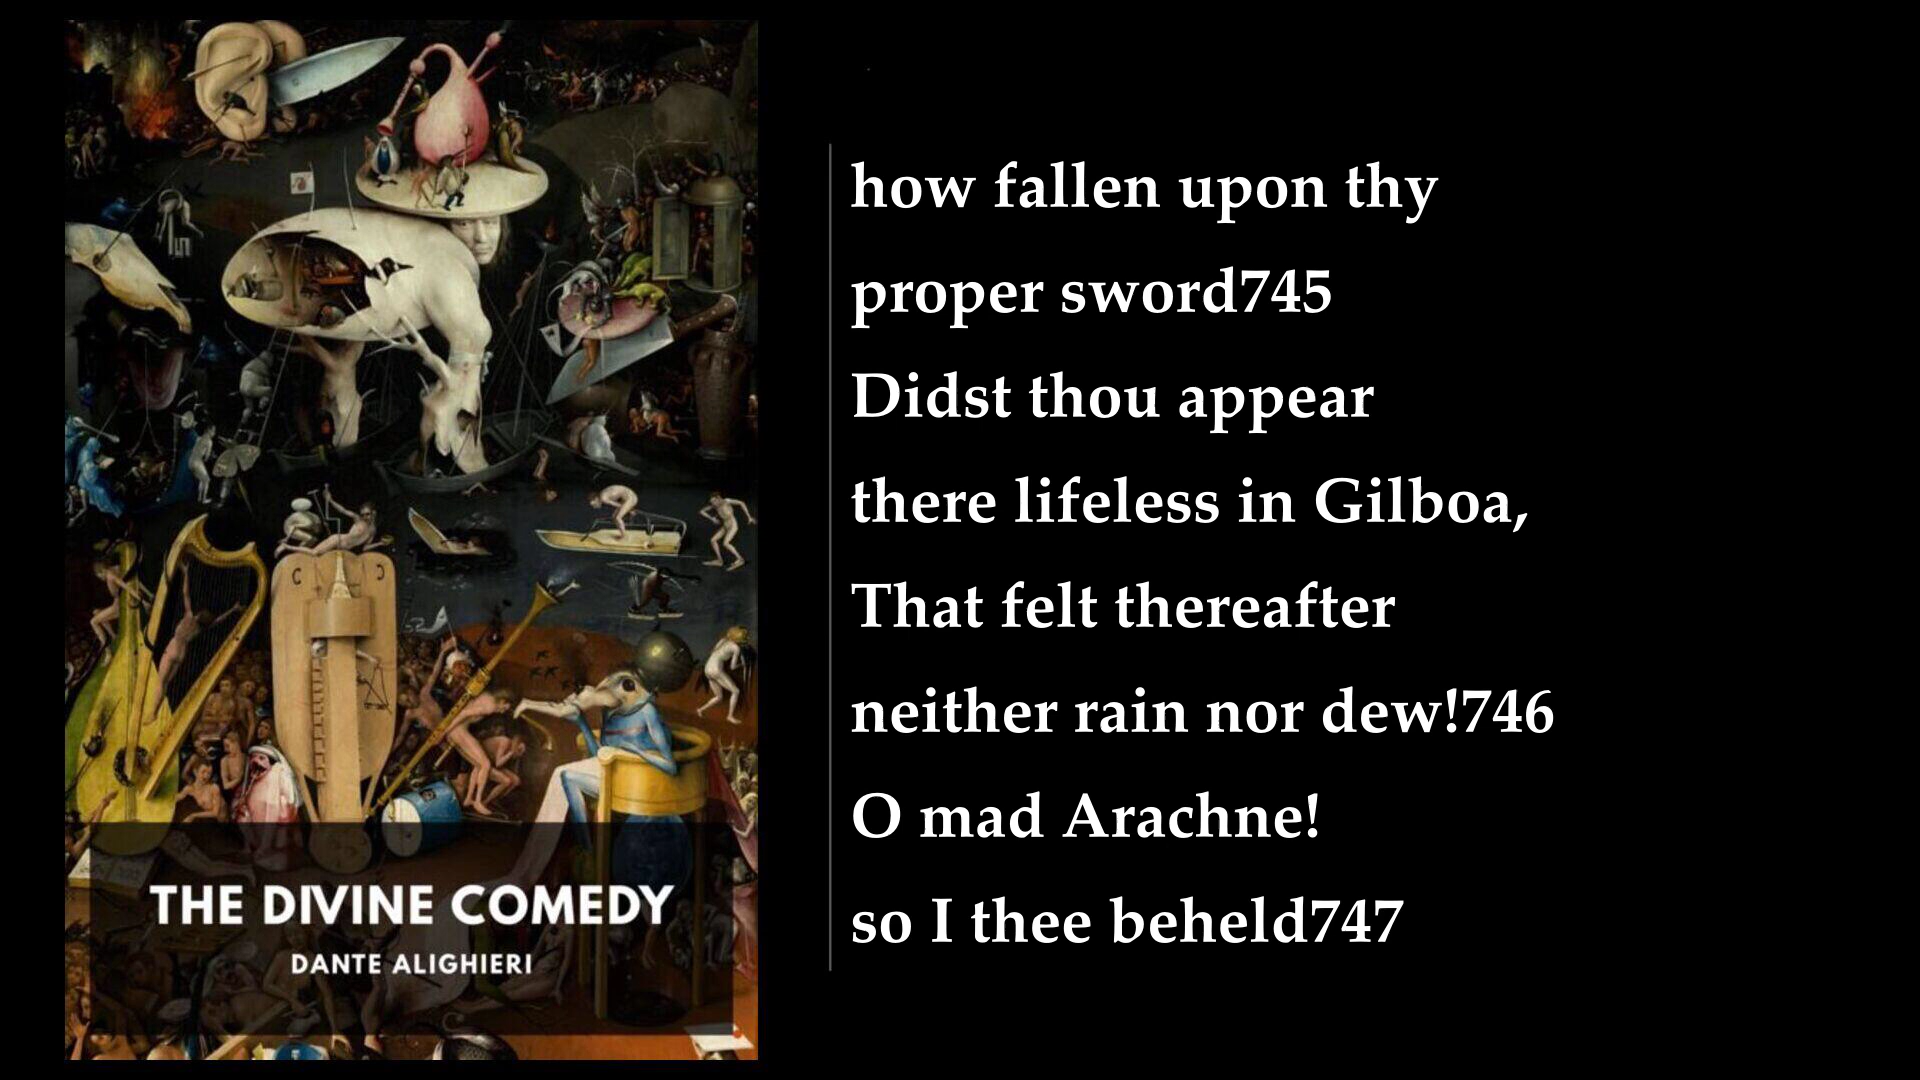 THE DIVINE COMEDY
DANTE ALIGHIERI
how fallen upon thy
proper sword745
Didst thou appear
there lifeless in Gilboa,
That felt thereafter
neither rain nor dew!746
O mad Arachne!
so I thee beheld747